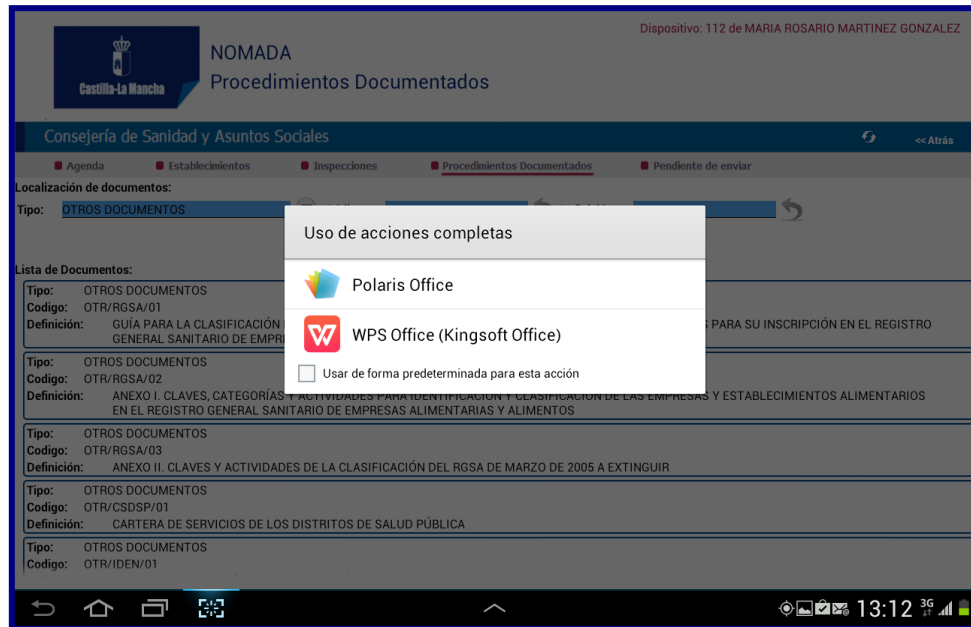 Dispositivo: 112 de MARIA ROSARIO MARTINEZ GONZALEZ
Castilla-La Mancha
NOMADA
Procedimientos Documentados
Consejería de Sanidad y Asuntos Sociales
<< Atrás
Agenda Establecimientos Inspecciones Procedimientos Documentados Pendiente de enviar
Localización de documentos:
Tipo: OTROS DOCUMENTOS
Uso de acciones completas
Polaris Office
WPS Office (Kingsoft Office)
Usar de forma predeterminada para esta acción
Lista de Documentos:
Tipo: OTROS DOCUMENTOS
Codigo: OTR/RGSA/01
Definición: GUÍA PARA LA CLASIFICACIÓN PARA SU INSCRIPCIÓN EN EL REGISTRO
GENERAL SANITARIO DE
Tipo: OTROS DOCUMENTOS
Codigo: OTR/RGSA/02
Definición: ANEXO I. CLAVES, CATEGORÍAS Y ACTIVIDADES PARA IDENTIFICACIÓN Y CLASIFICACIÓN DE LAS EMPRESAS Y ESTABLECIMIENTOS ALIMENTARIOS
EN EL REGISTRO GENERAL SANITARIO DE EMPRESAS ALIMENTARIAS Y ALIMENTOS
Tipo: OTROS DOCUMENTOS
Codigo: OTR/RGSA/03
Definición: ANEXO II. CLAVES Y ACTIVIDADES DE LA CLASIFICACIÓN DEL RGSA DE MARZO DE 2005 A EXTINGUIR
Tipo: OTROS DOCUMENTOS
Codigo: OTR/CSDSP/01
Definición: CARTERA DE SERVICIOS DE LOS DISTRITOS DE SALUD PÚBLICA
Tipo: OTROS DOCUMENTOS
Codigo: OTR/IDEN/01
13:12 3G